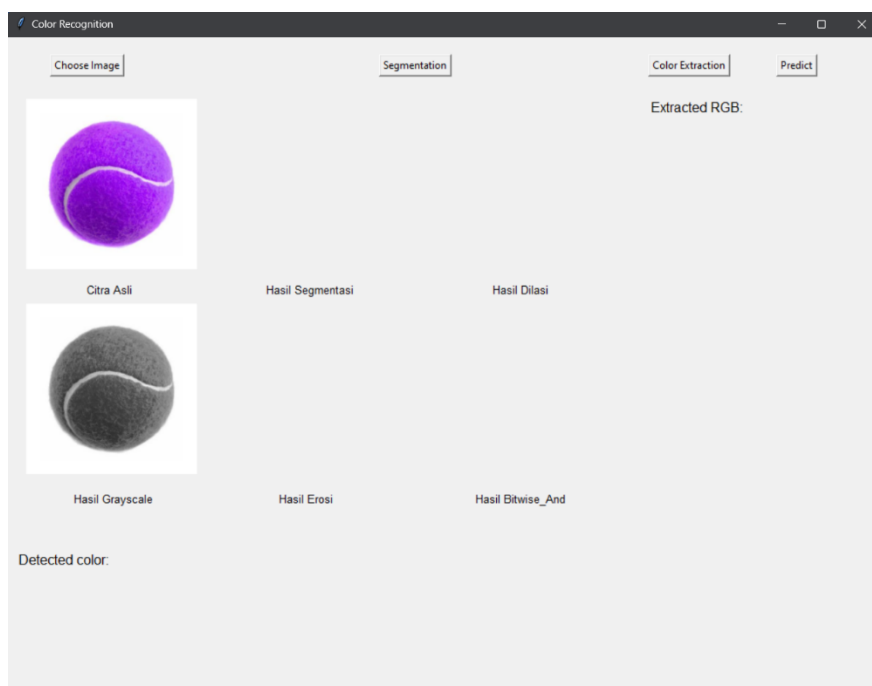 Color Recognition
Choose Image
Segmentation
Color Extraction
Predict
Extracted RGB:
Citra Asli
Hasil Segmentasi
Hasil Dilasi
Hasil Grayscale
Hasil Erosi
Hasil Bitwise_And
Detected color: